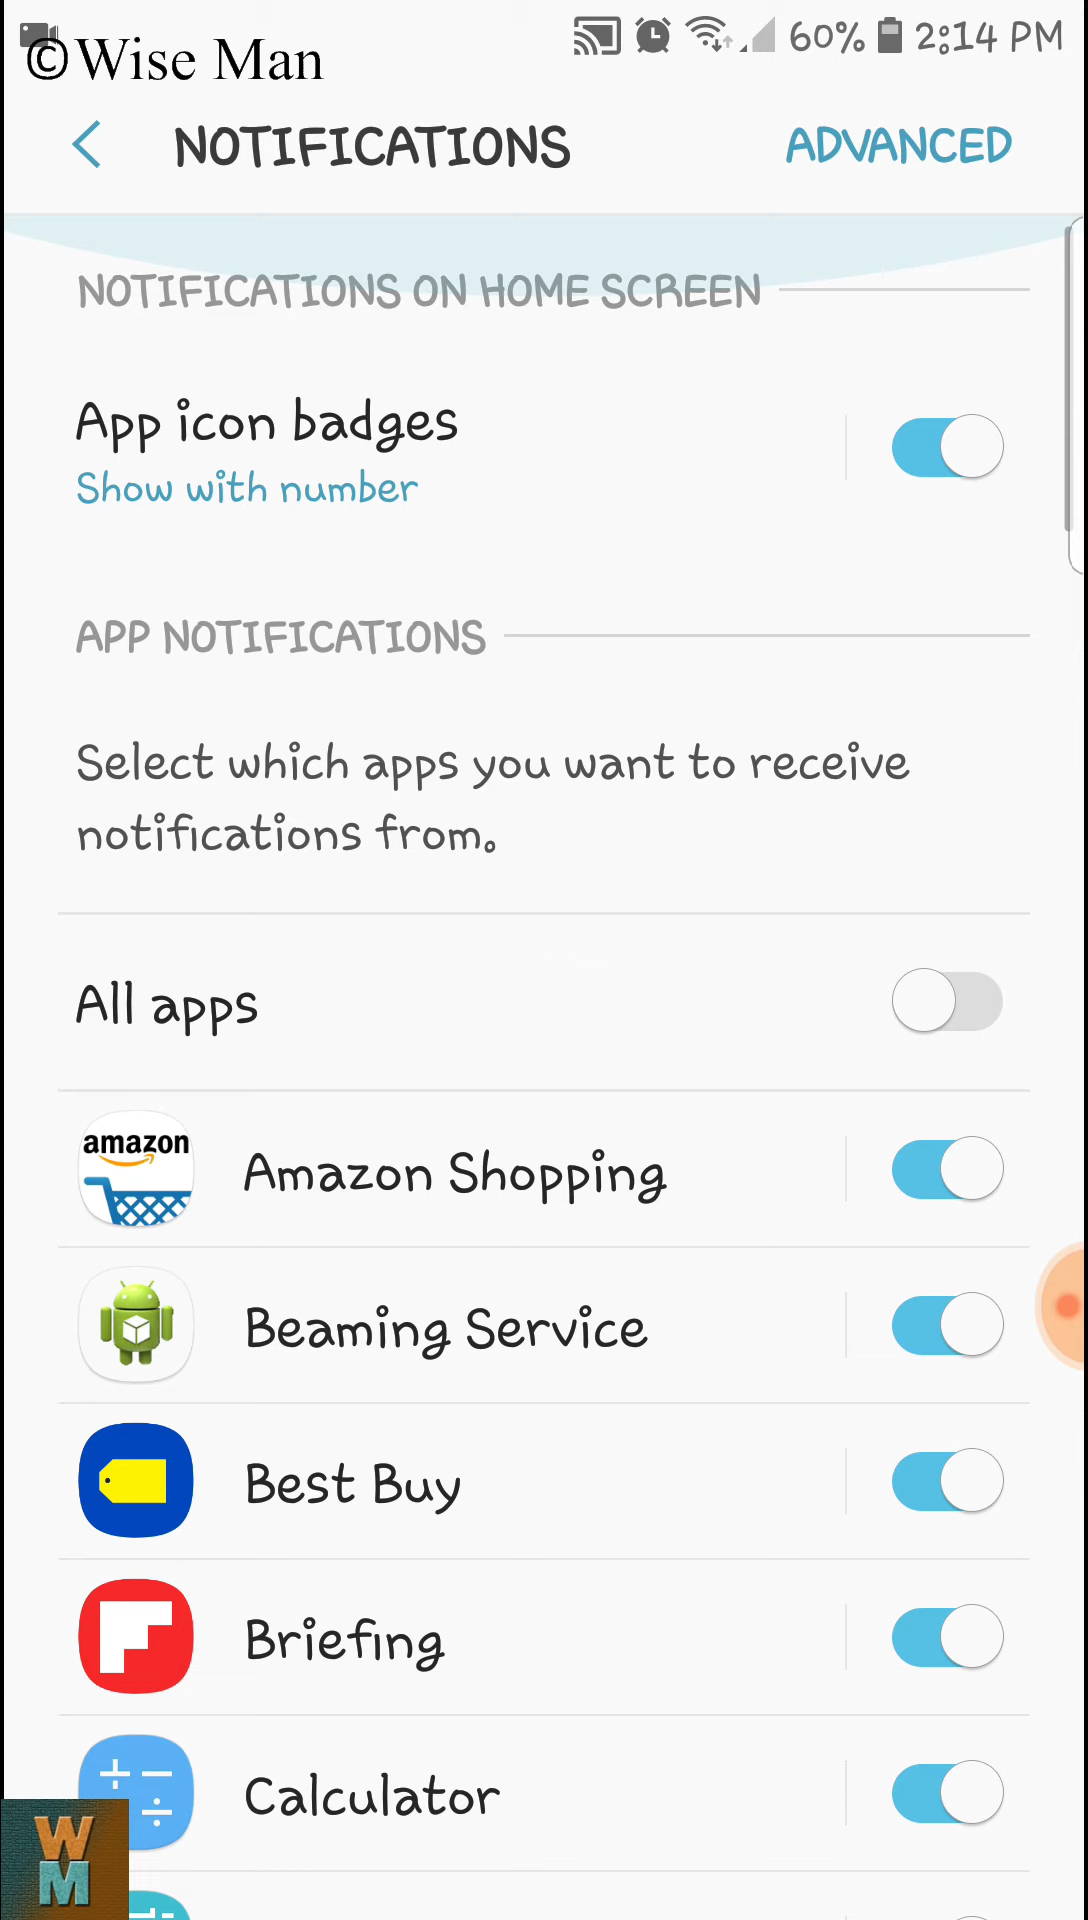 ©Wise Man
60% 2:14 PM
NOTIFICATIONS ADVANCED
NOTIFICATIONS ON HOME SCREEN
App icon badges
Show with number
APP NOTIFICATIONS
Select which apps you want to receive
notifications from.
All apps
amazon
Amazon Shopping
Beaming Service
Best Buy
Briefing
Calculator
W
M